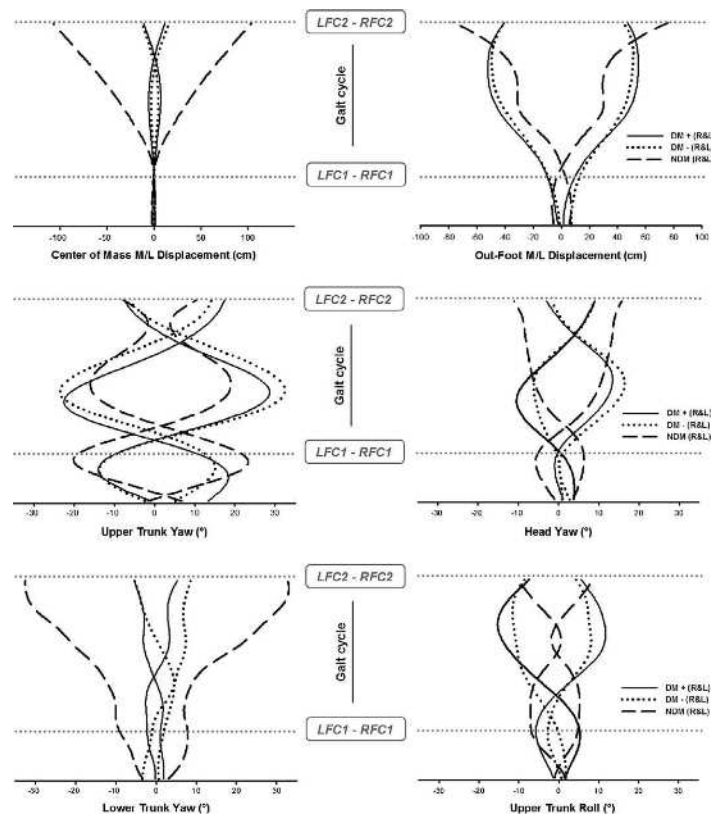 LFC2 - RFC2
Gait cycle
LFC1 - RFC1
DM + (R&L
DM - (R&L
NDM (R&L
-100 -50 0 50 100
Center of Mass M/L Displacement (cm)
-100 -80 -60 -40 -20 0 20 40 60 80 100
Out-Foot M/L Displacement (cm)
LFC2 - RFC2
Gait cycle
LFC1 - RFC1
DM + (R&L)
DM - (R&L)
NDM (R&L)
-30 -20 -10 0 10 20 30
Upper Trunk Yaw (°)
-30 -20 -10 0 10 20 30
Head Yaw (°)
LFC2 - RFC2
Gait cycle
LFC1 - RFC1
DM + (R&L)
DM - (R&L)
NDM (R&L)
-50 -30 -10 10 30
Lower Trunk Yaw (°)
-30 -20 -10 0 10 20 30
Upper Trunk Roll (°)